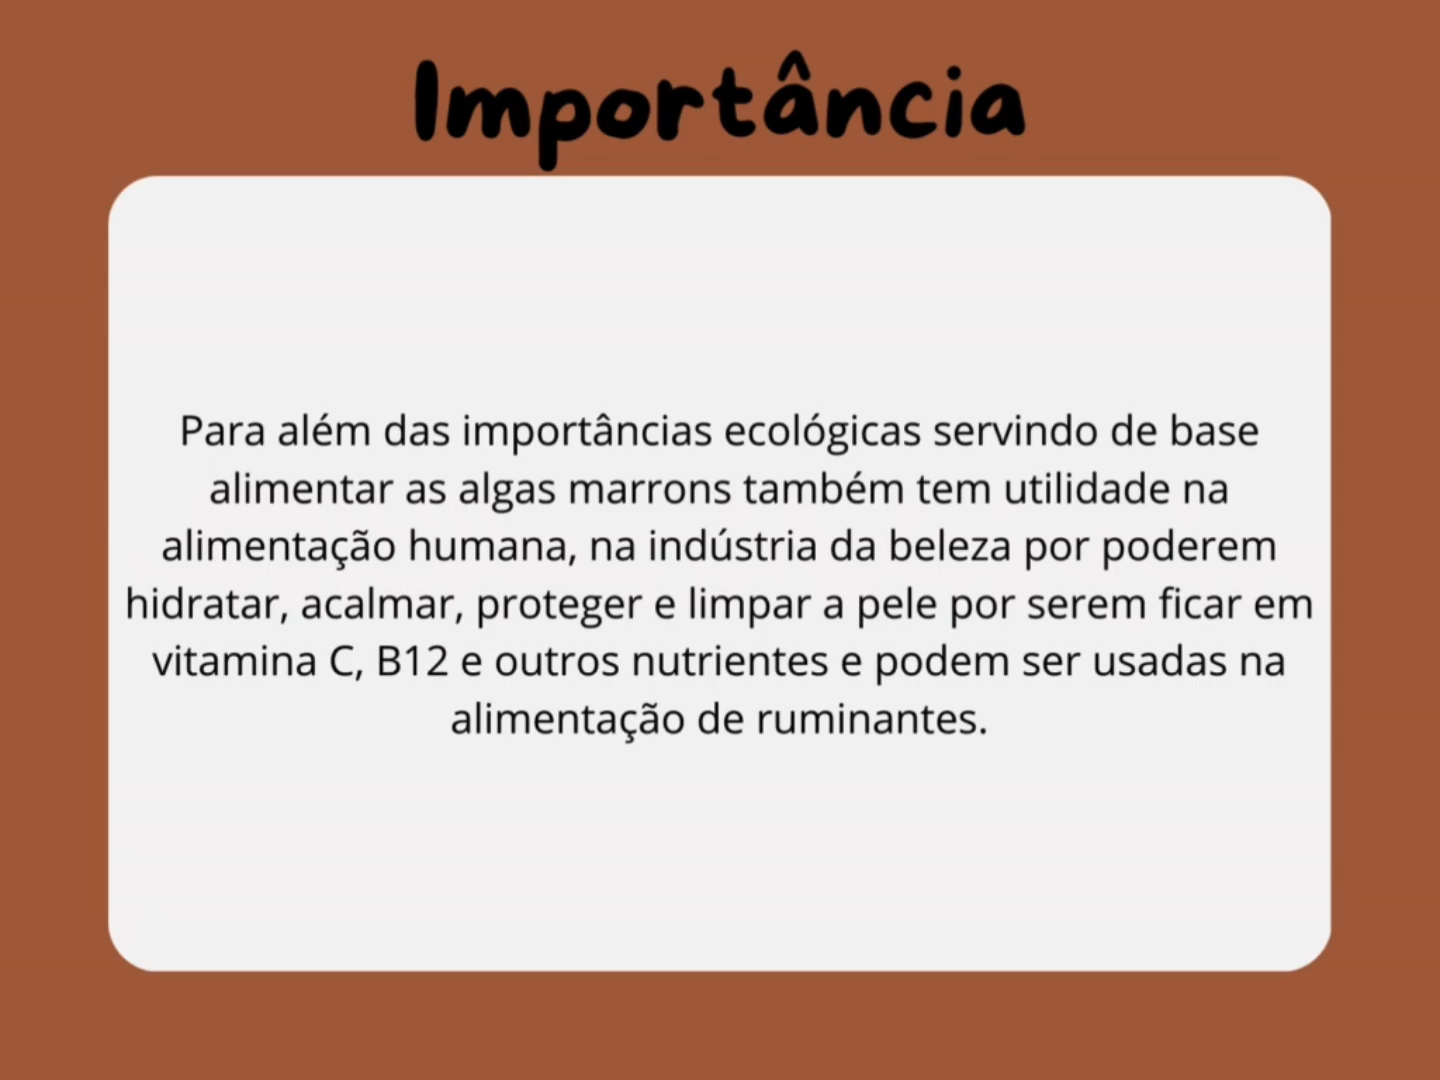 Importância
Para além das importâncias ecológicas servindo de base
alimentar as algas marrons também tem utilidade na
alimentação humana, na indústria da beleza por poderem
hidratar, acalmar, proteger e limpar a pele por serem ficar em
vitamina C, B12 e outros nutrientes e podem ser usadas na
alimentação de ruminantes.